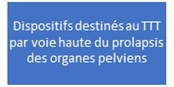 Dispositifs destinés au TTT
par voie haute du prolapsis
des organes pelviens